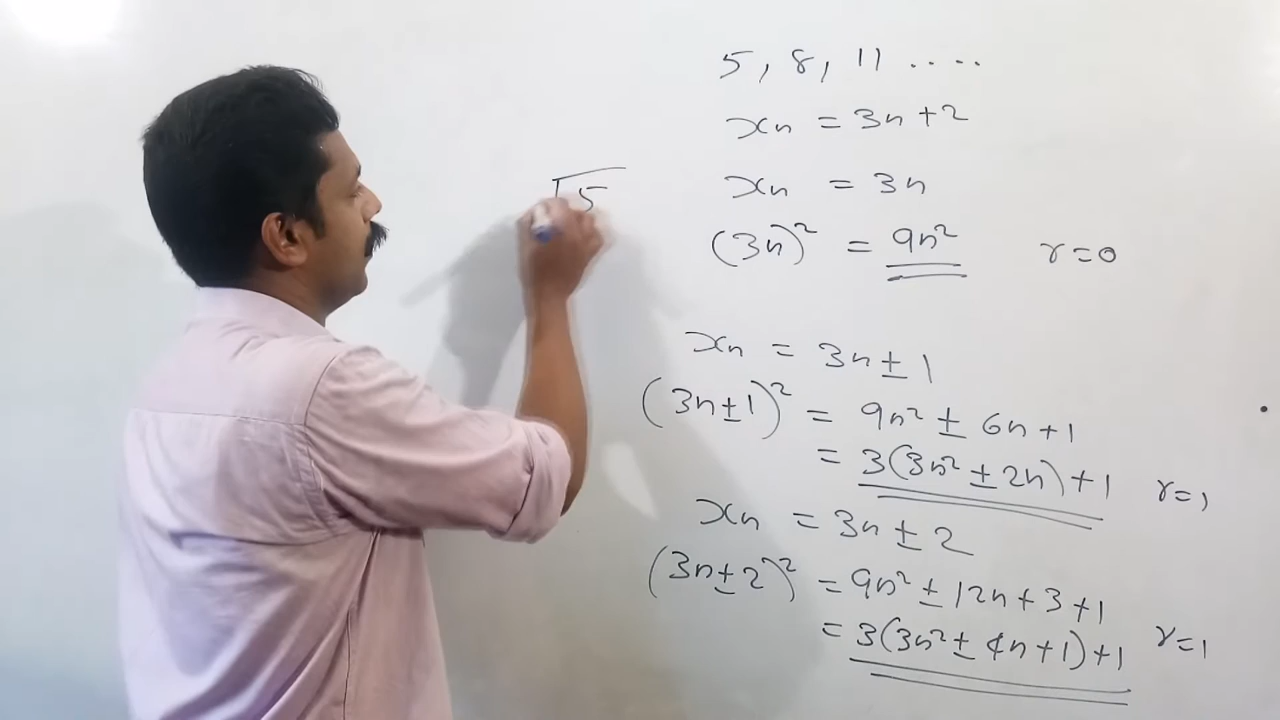 5, 8, 11 ....
xn = 3n + 2
√5
xn = 3n
(3n)² = 9n² r=0
xn = 3n ± 1
(3n±1)² = 9n² ± 6n + 1
= 3(3n² ± 2n) + 1 r=1
xn = 3n ± 2
(3n±2)² = 9n² ± 12n + 3 + 1
= 3(3n² ± 4n + 1) + 1 r=1